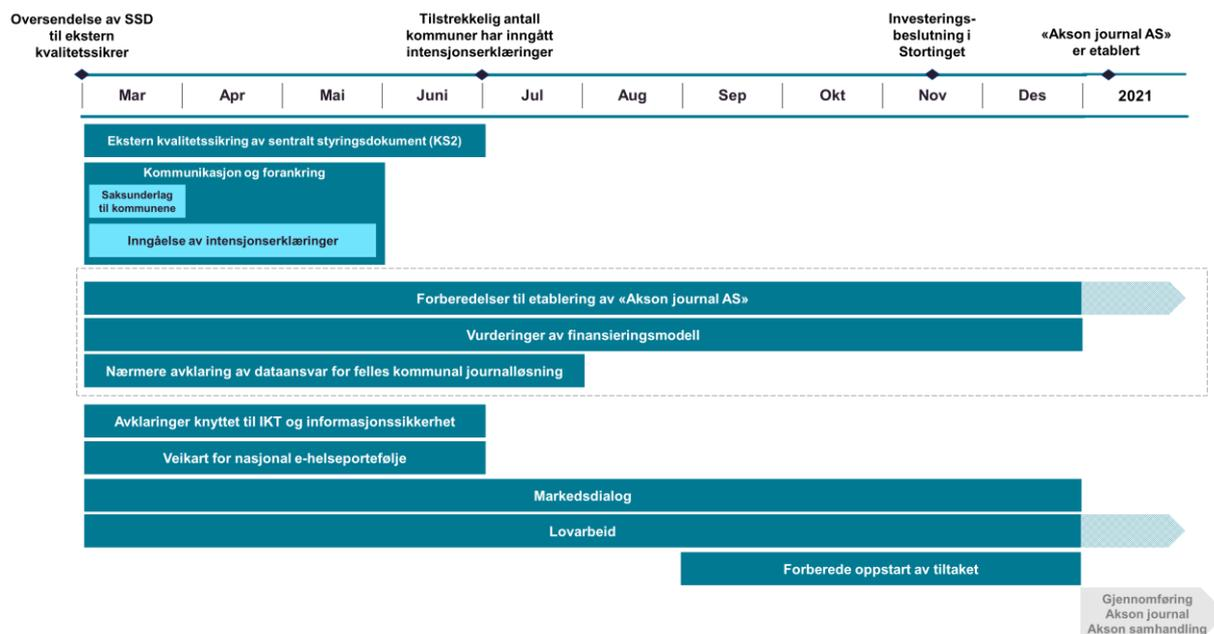 Oversendelse av SSD
til ekstern
kvalitetssikrer
Tilstrekkelig antall
kommuner har inngått
intensjonserklæringer
Investerings-
beslutning i
Stortinget
«Akson journal AS»
er etablert
Mar
Apr
Mai
Juni
Jul
Aug
Sep
Okt
Nov
Des
2021
Ekstern kvalitetssikring av sentralt styringsdokument (KS2)
Kommunikasjon og forankring
Saksunderlag
til kommunene
Inngåelse av intensjonserklæringer
Forberedelser til etablering av «Akson journal AS»
Vurderinger av finansieringsmodell
Nærmere avklaring av dataansvar for felles kommunal journalløsning
Avklaringer knyttet til IKT og informasjonssikkerhet
Veikart for nasjonal e-helseportefølje
Markedsdialog
Lovarbeid
Forberede oppstart av tiltaket
Gjennomføring
Akson journal
Akson samhandling